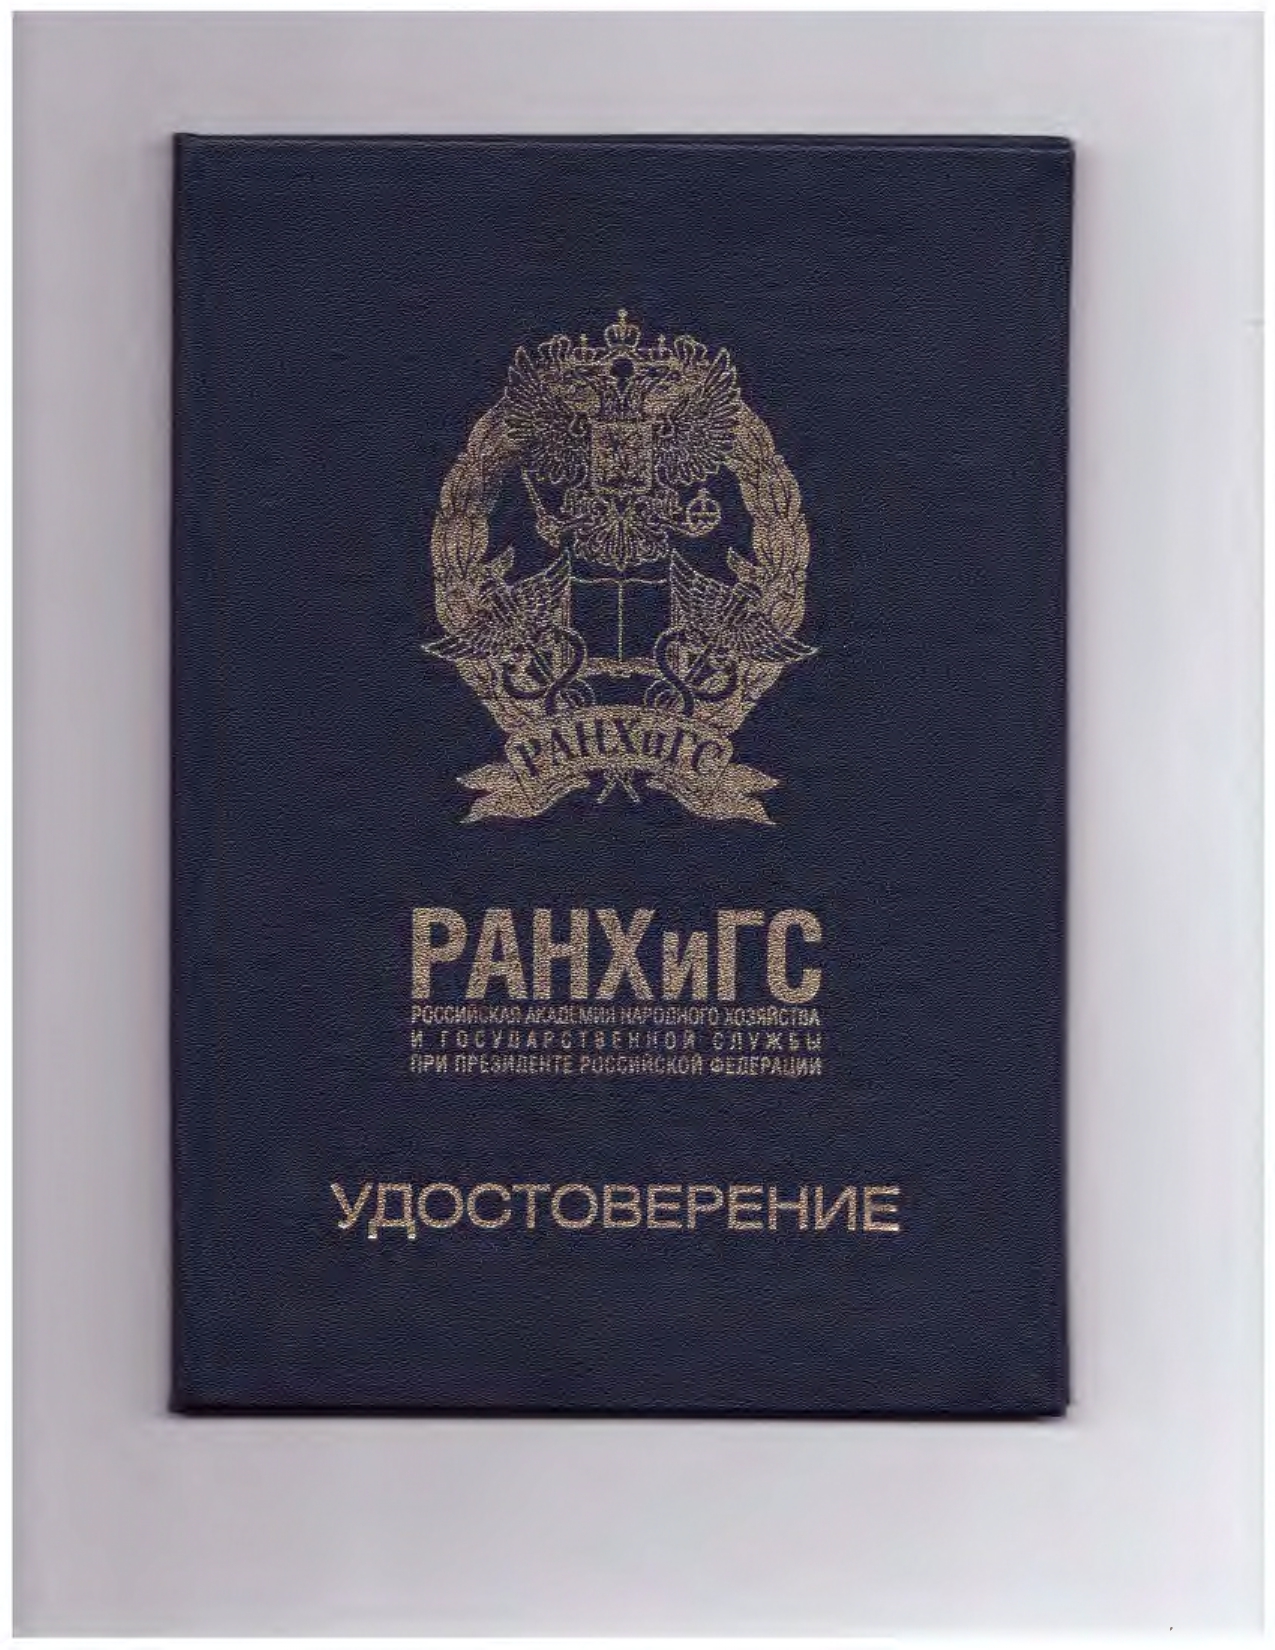 РАНХиГС
РАНХиГС
РОССИЙСКАЯ АКАДЕМИЯ НАРОДНОГО ХОЗЯЙСТВА
И ГОСУДАРСТВЕННОЙ СЛУЖБЫ
ПРИ ПРЕЗИДЕНТЕ РОССИЙСКОЙ ФЕДЕРАЦИИ
УДОСТОВЕРЕНИЕ